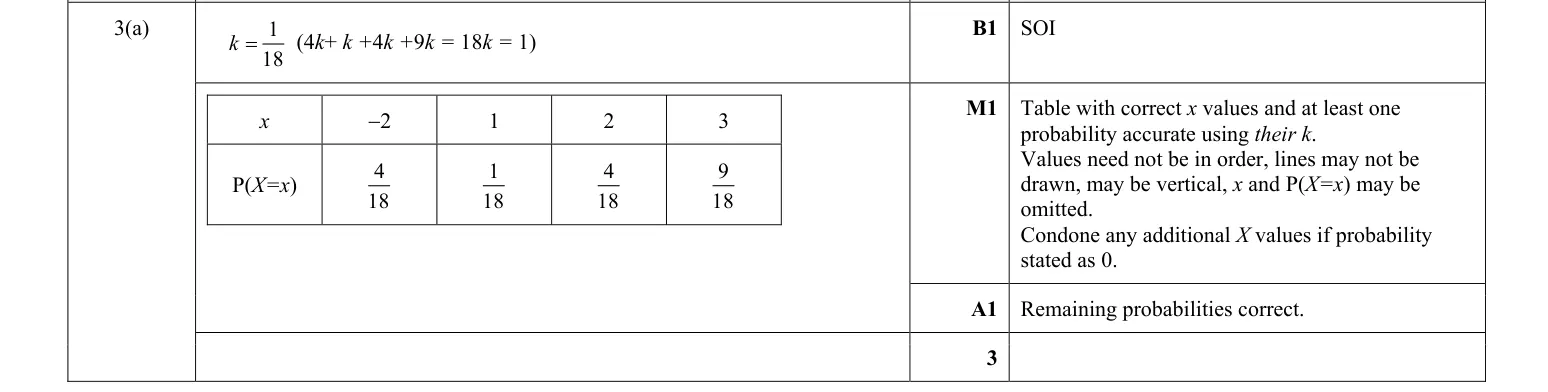 3(a)
k = 1/18 (4k+ k +4k +9k = 18k = 1)
B1
SOI
x −2 1 2 3
P(X=x) 4/18 1/18 4/18 9/18
M1
Table with correct x values and at least one
probability accurate using their k.
Values need not be in order, lines may not be
drawn, may be vertical, x and P(X=x) may be
omitted.
Condone any additional X values if probability
stated as 0.
A1
Remaining probabilities correct.
3